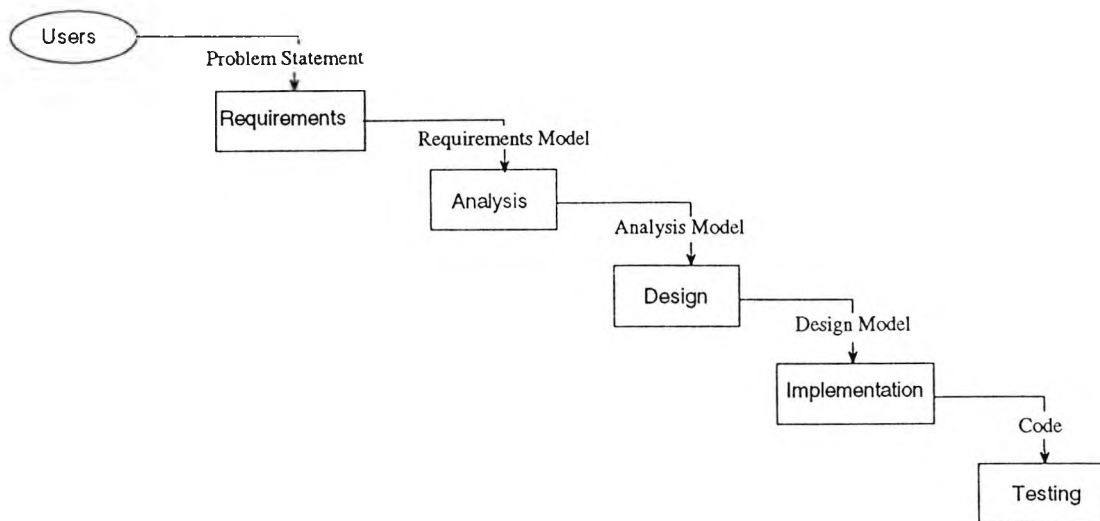 Users
Problem Statement
Requirements
Requirements Model
Analysis
Analysis Model
Design
Design Model
Implementation
Code
Testing